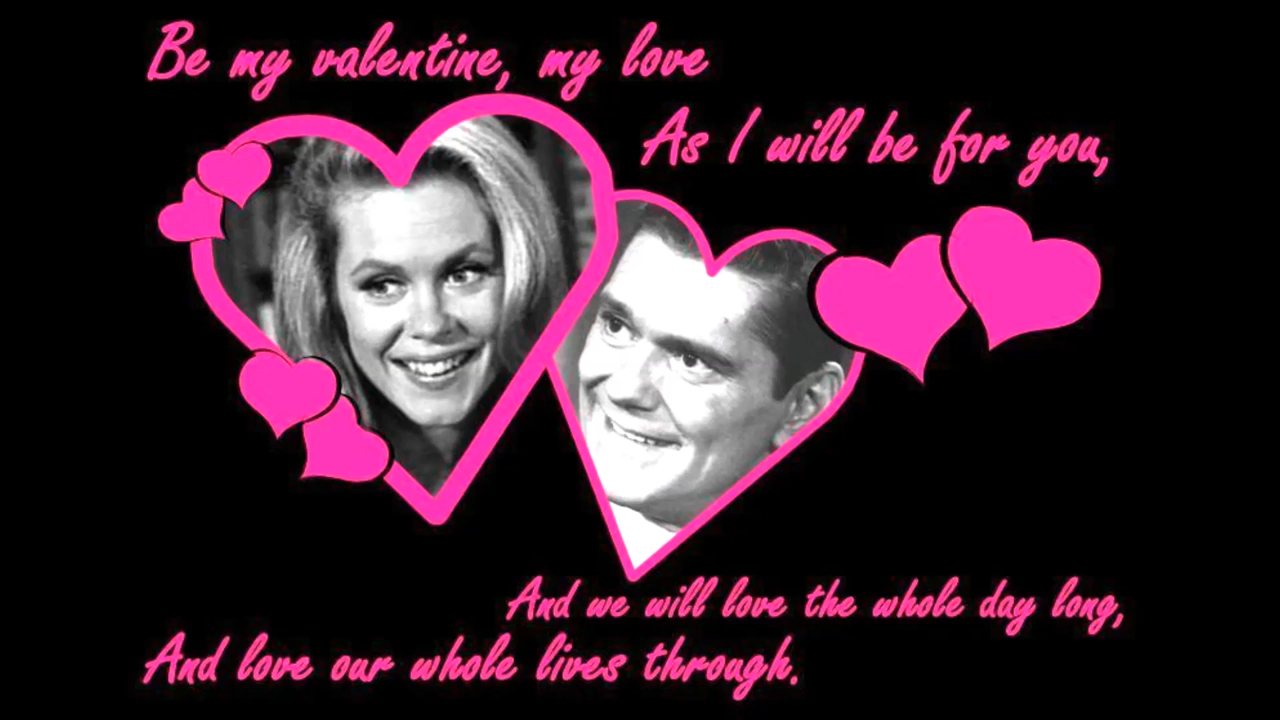 Be my valentine, my love
As I will be for you,
And we will love the whole day long,
And love our whole lives through.